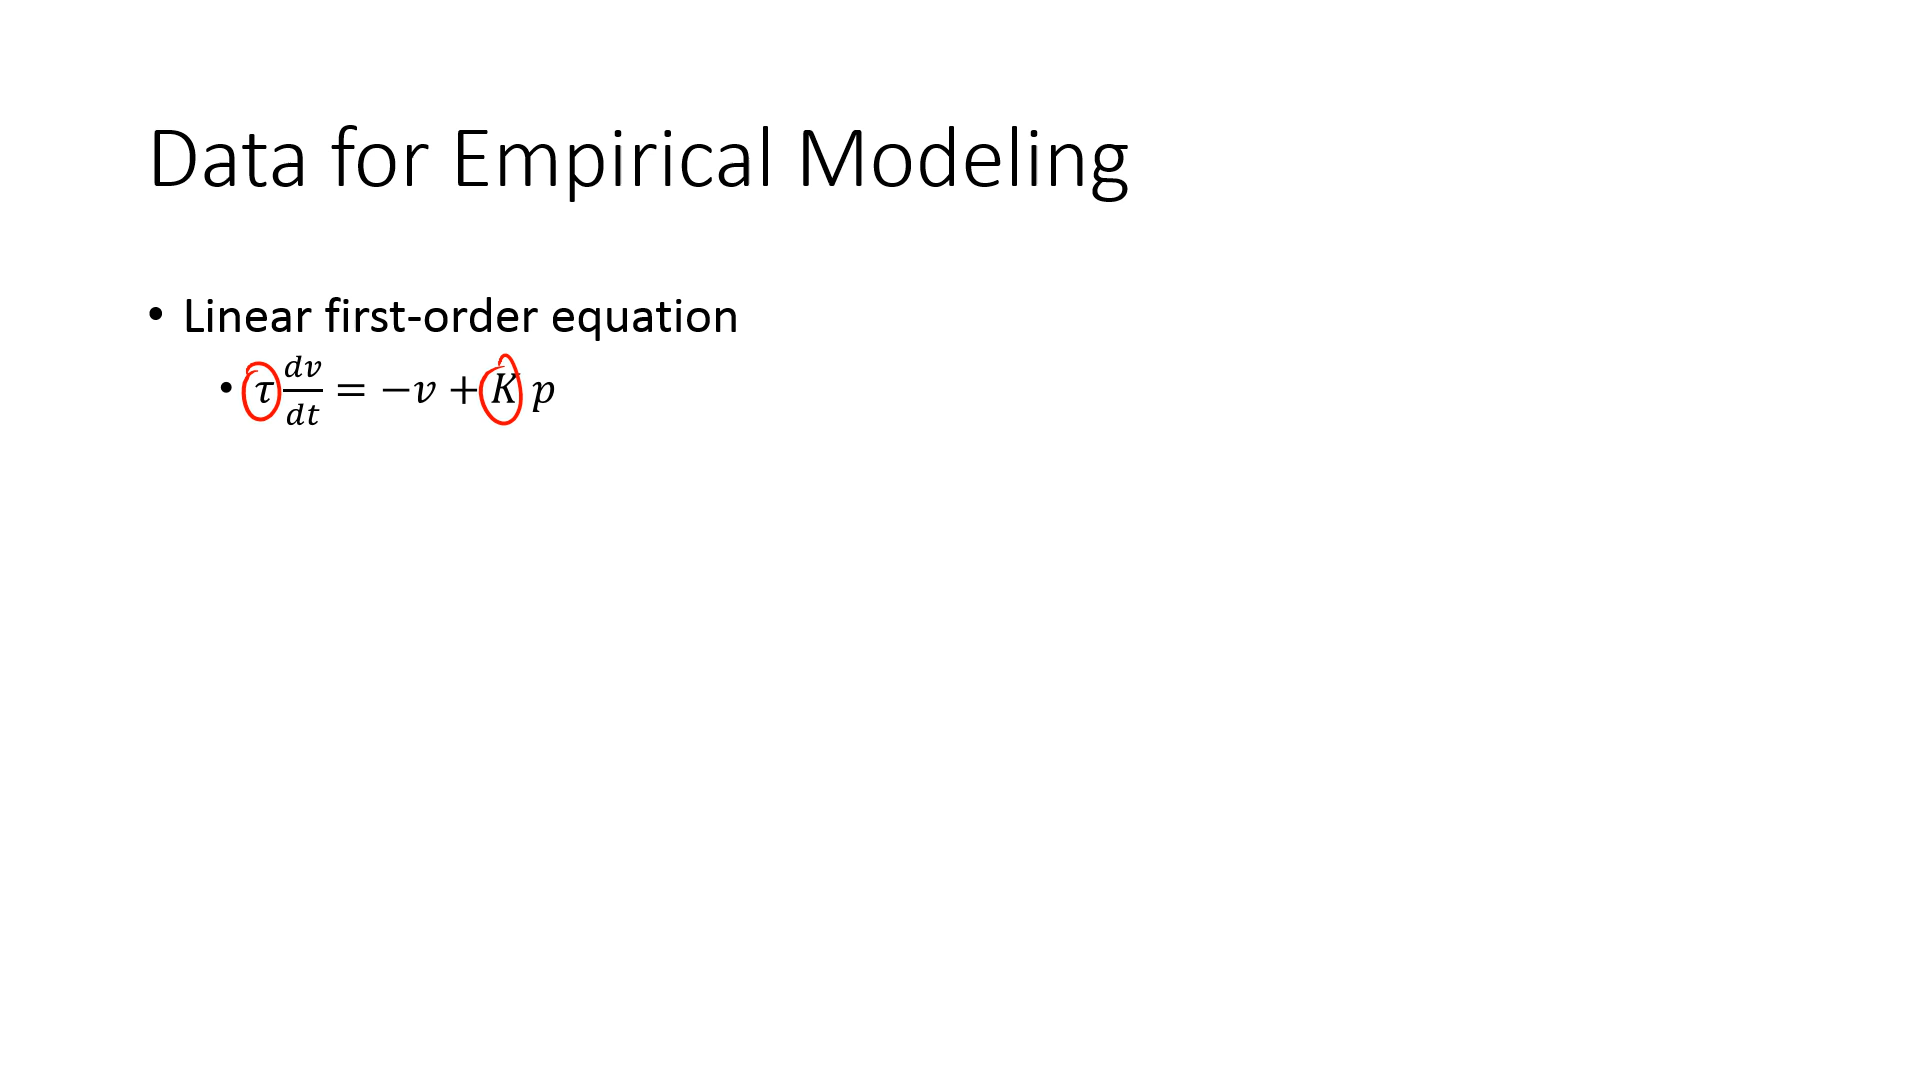 Data for Empirical Modeling
• Linear first-order equation
• τ dv/dt = −v + K p